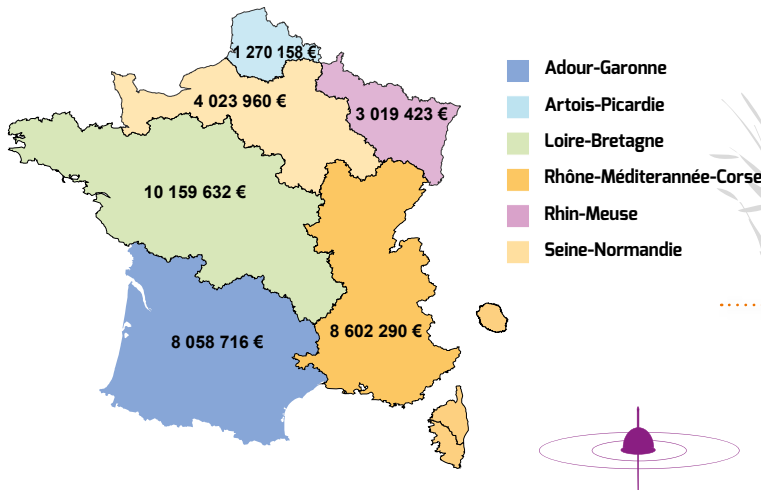 1 270 158 €
4 023 960 €
3 019 423 €
10 159 632 €
8 058 716 €
8 602 290 €
Adour-Garonne
Artois-Picardie
Loire-Bretagne
Rhône-Méditerannée-Corse
Rhin-Meuse
Seine-Normandie